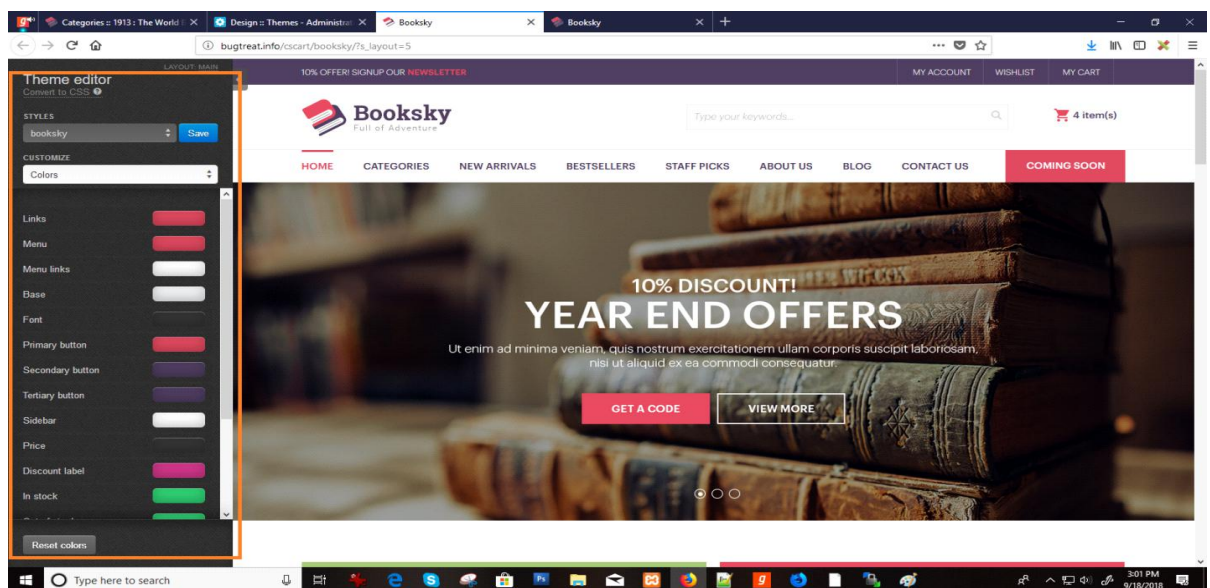 Categories :: 1913 : The World
Design :: Themes - Administrat
Booksky
Booksky
bugtreat.info/cscart/booksky/?s_layout=5
LAYOUT: MAIN
Theme editor
Convert to CSS
STYLES
booksky
Save
CUSTOMIZE
Colors
Links
Menu
Menu links
Base
Font
Primary button
Secondary button
Tertiary button
Sidebar
Price
Discount label
In stock
Reset colors
10% OFFER! SIGNUP OUR NEWSLETTER
MY ACCOUNT WISHLIST MY CART
Booksky
Full of Adventure
Type your keywords...
4 item(s)
HOME CATEGORIES NEW ARRIVALS BESTSELLERS STAFF PICKS ABOUT US BLOG CONTACT US COMING SOON
10% DISCOUNT!
YEAR END OFFERS
Ut enim ad minima veniam, quis nostrum exercitationem ullam corporis suscipit laboriosam,
nisi ut aliquid ex ea commodi consequatur.
GET A CODE
VIEW MORE
Type here to search
3:01 PM
9/18/2018